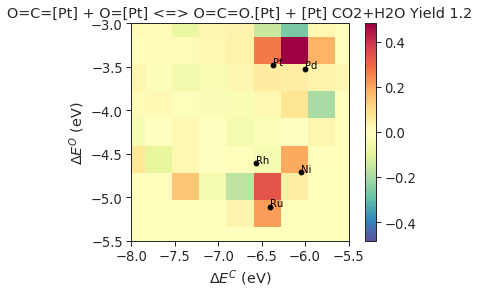 O=C=[Pt] + O=[Pt] <=> O=C=O.[Pt] + [Pt] CO2+H2O Yield 1.2
−3.0
−3.5
−4.0
−4.5
−5.0
−5.5
ΔE^O (eV)
Pt
Pd
Rh
Ni
Ru
0.4
0.2
0.0
−0.2
−0.4
−8.0 −7.5 −7.0 −6.5 −6.0 −5.5
ΔE^C (eV)